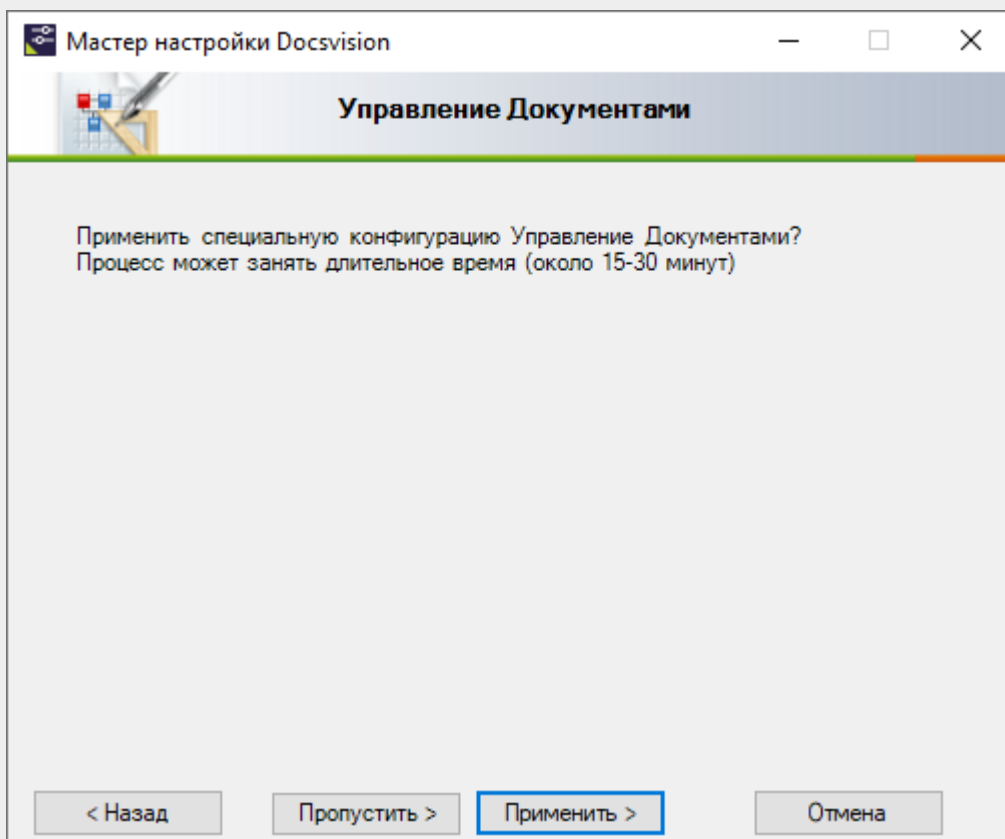 Мастер настройки Docsvision
Управление Документами
Применить специальную конфигурацию Управление Документами?
Процесс может занять длительное время (около 15-30 минут)
< Назад
Пропустить >
Применить >
Отмена